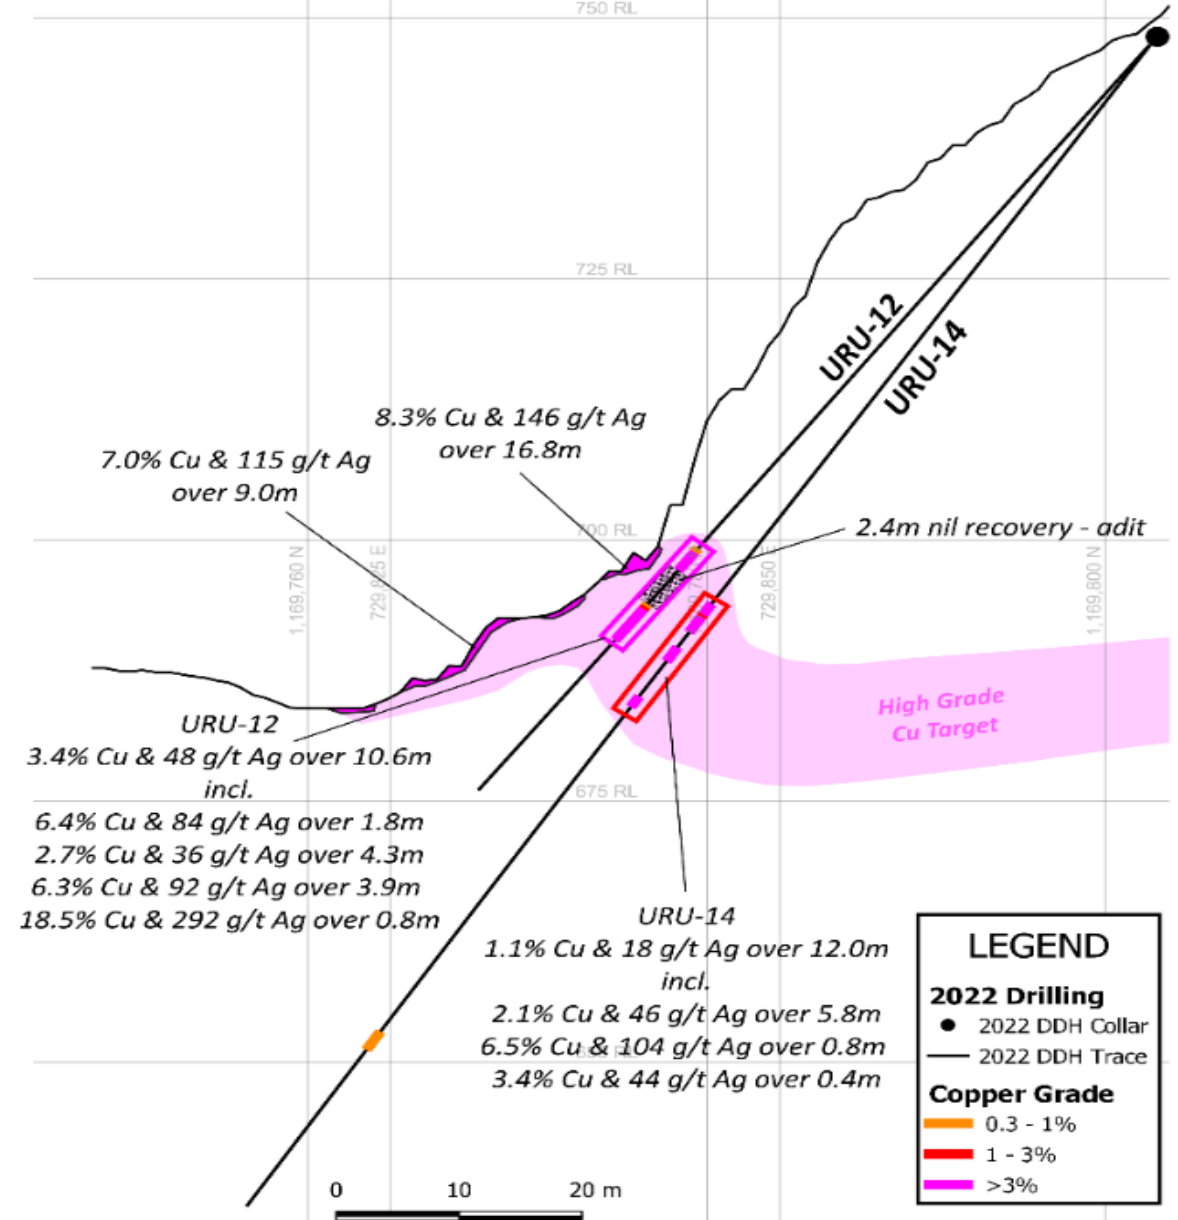 750 RL
725 RL
URU-12
URU-14
8.3% Cu & 146 g/t Ag
over 16.8m
7.0% Cu & 115 g/t Ag
over 9.0m
700 RL
2.4m nil recovery - adit
1,169,760 N
729,825 E
729,850 E
1,169,800 N
High Grade
Cu Target
URU-12
3.4% Cu & 48 g/t Ag over 10.6m
incl.
6.4% Cu & 84 g/t Ag over 1.8m
2.7% Cu & 36 g/t Ag over 4.3m
6.3% Cu & 92 g/t Ag over 3.9m
18.5% Cu & 292 g/t Ag over 0.8m
675 RL
URU-14
1.1% Cu & 18 g/t Ag over 12.0m
incl.
2.1% Cu & 46 g/t Ag over 5.8m
6.5% Cu & 104 g/t Ag over 0.8m
3.4% Cu & 44 g/t Ag over 0.4m
LEGEND
2022 Drilling
2022 DDH Collar
2022 DDH Trace
Copper Grade
0.3 - 1%
1 - 3%
>3%
0 10 20 m